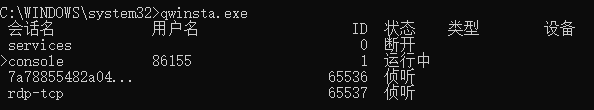 C:\WINDOWS\system32>qwinsta.exe
会话名 用户名 ID 状态 类型 设备
services 0 断开
>console 86155 1 运行中
7a78855482a04... 65536 侦听
rdp-tcp 65537 侦听